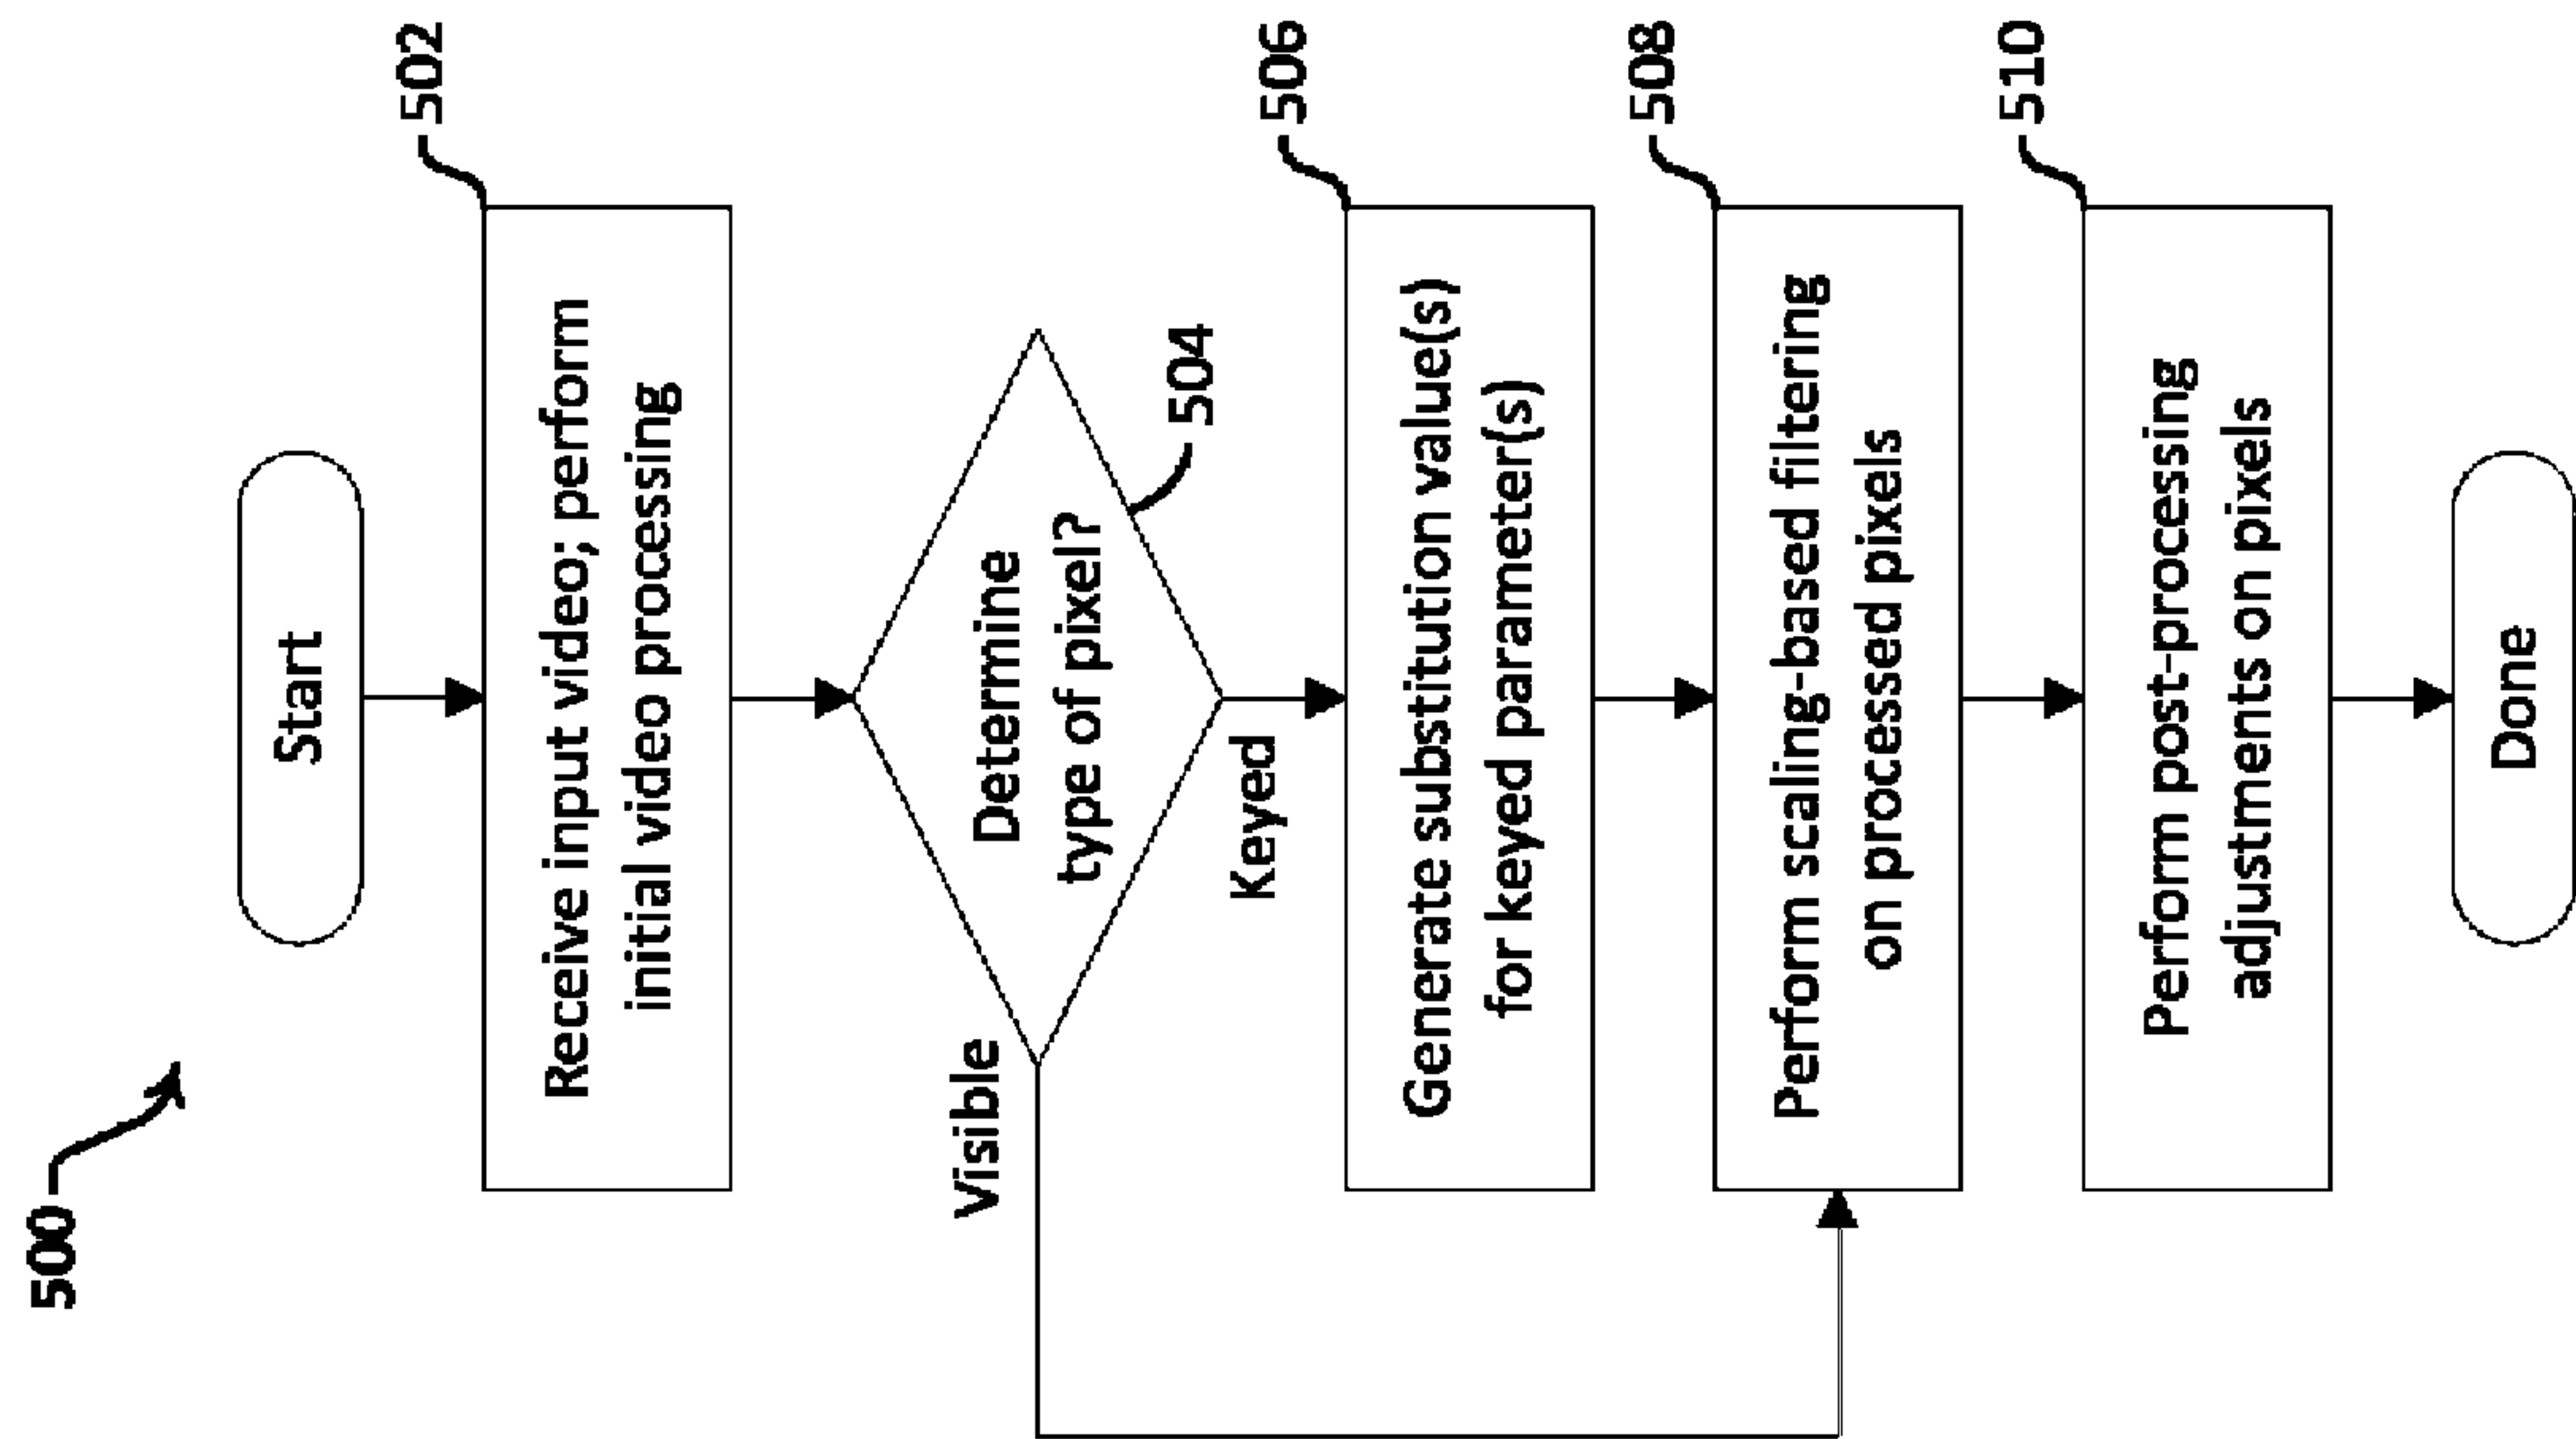 500
Start
502
Receive input video; perform
initial video processing
Determine
type of pixel?
504
Visible
Keyed
506
Generate substitution value(s)
for keyed parameter(s)
508
Perform scaling-based filtering
on processed pixels
510
Perform post-processing
adjustments on pixels
Done